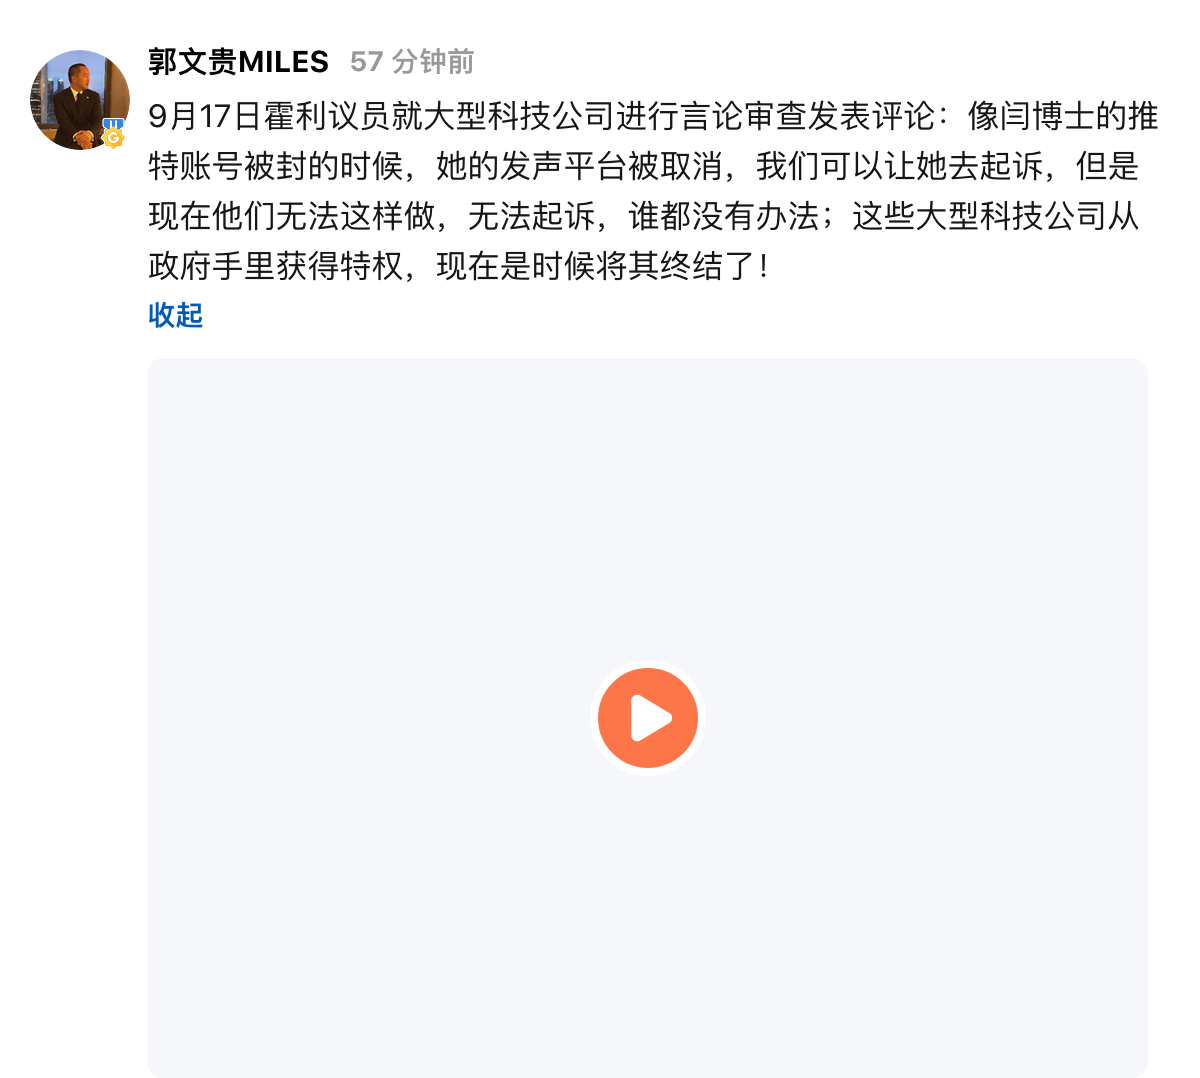 郭文贵MILES 57 分钟前
9月17日霍利议员就大型科技公司进行言论审查发表评论：像闫博士的推
特账号被封的时候，她的发声平台被取消，我们可以让她去起诉，但是
现在他们无法这样做，无法起诉，谁都没有办法；这些大型科技公司从
政府手里获得特权，现在是时候将其终结了！
收起
G